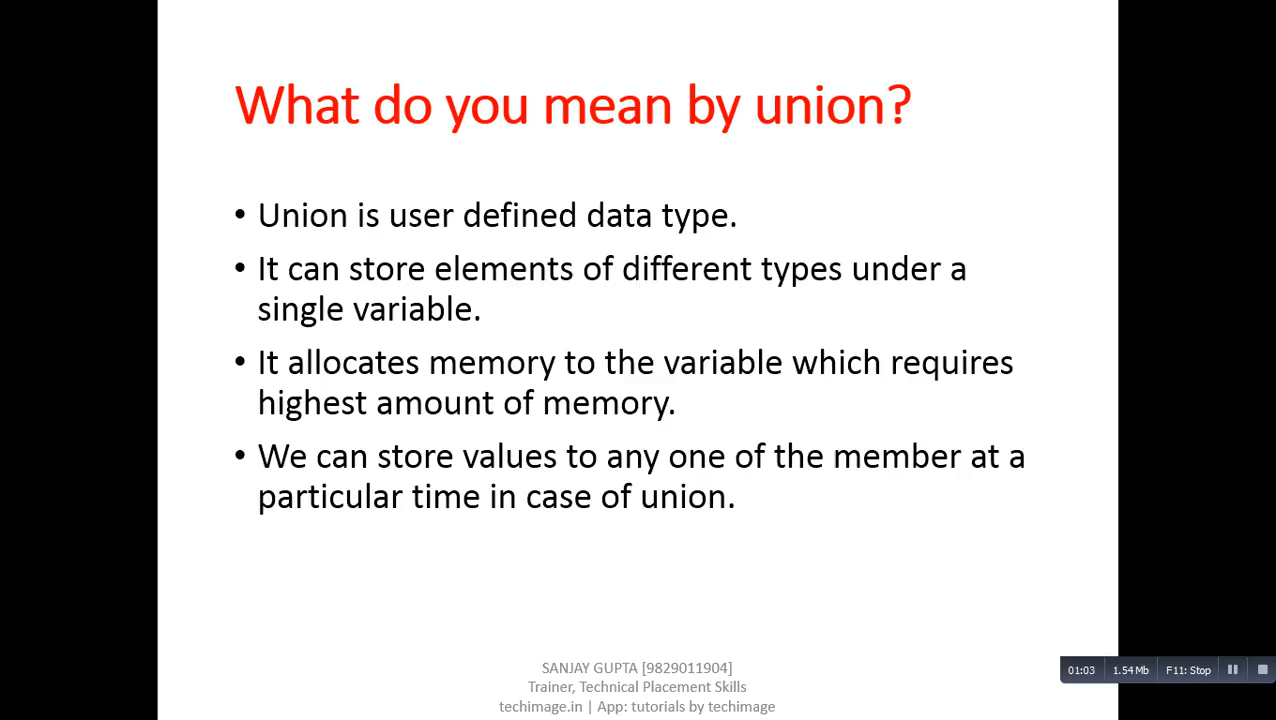 What do you mean by union?
• Union is user defined data type.
• It can store elements of different types under a
single variable.
• It allocates memory to the variable which requires
highest amount of memory.
• We can store values to any one of the member at a
particular time in case of union.
SANJAY GUPTA [9829011904]
Trainer, Technical Placement Skills
techimage.in | App: tutorials by techimage
01:03 1.54 Mb F11: Stop